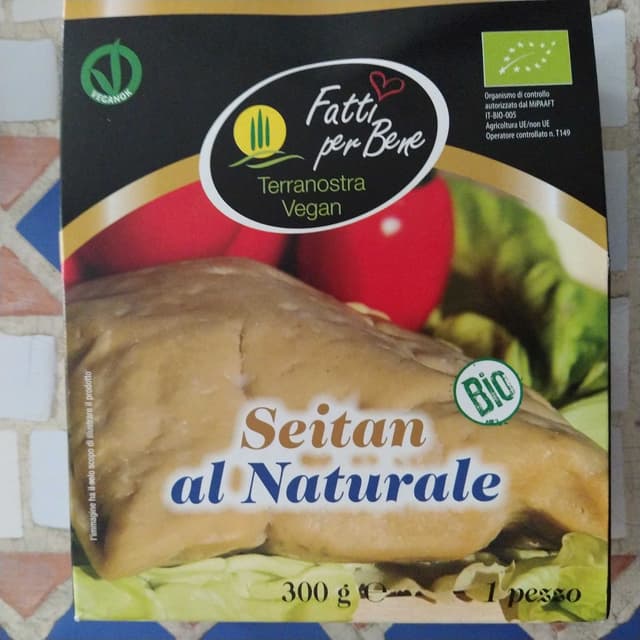 VEGANOK
Fatti
per Bene
Terranostra
Vegan
Organismo di controllo
autorizzato dal MiPAAFT
IT-BIO-005
Agricoltura UE/non UE
Operatore controllato n. T149
BIO
Seitan
al Naturale
l'immagine ha il solo scopo di illustrare il prodotto
300 g ℮
1 pezzo